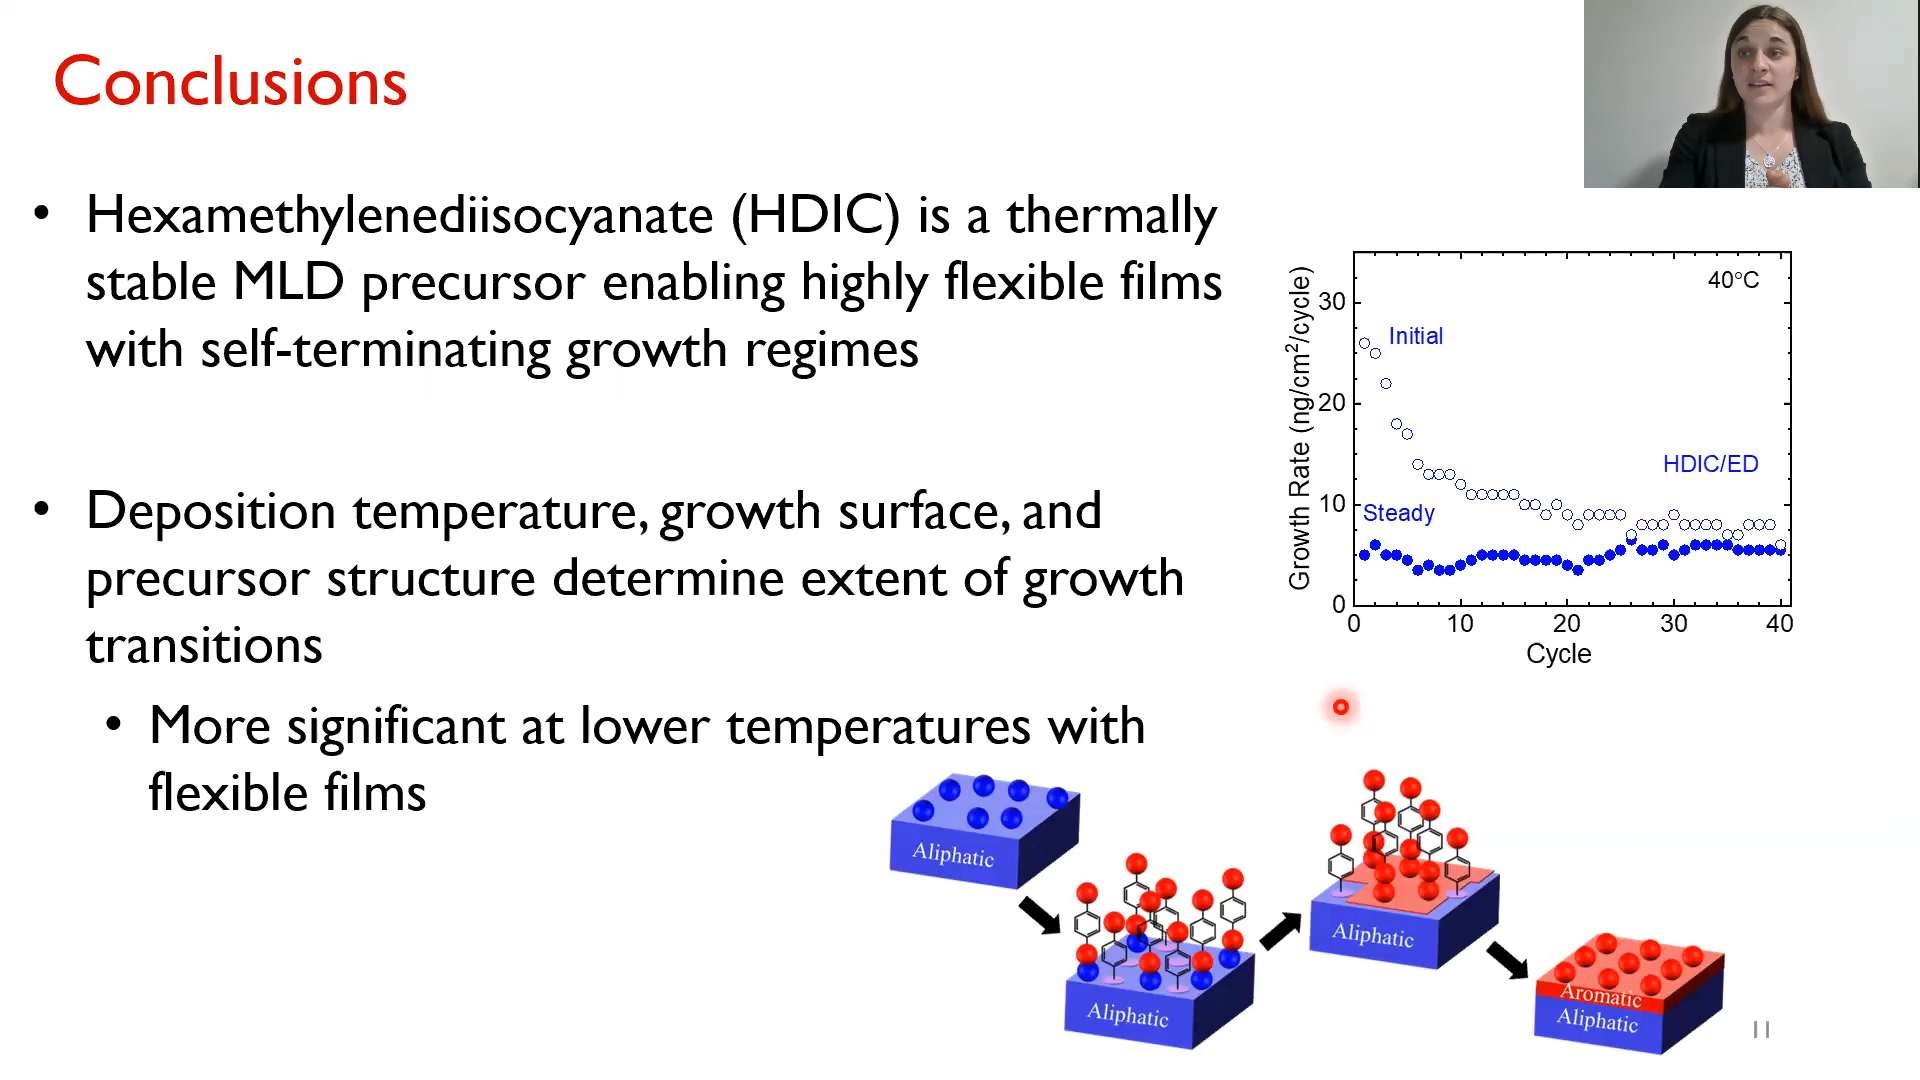 Conclusions
• Hexamethylenediisocyanate (HDIC) is a thermally
stable MLD precursor enabling highly flexible films
with self-terminating growth regimes
• Deposition temperature, growth surface, and
precursor structure determine extent of growth
transitions
• More significant at lower temperatures with
flexible films
40°C
Initial
HDIC/ED
Steady
Growth Rate (ng/cm²/cycle)
30
20
10
0
0 10 20 30 40
Cycle
Aliphatic
Aliphatic
Aliphatic
Aromatic
Aliphatic
11